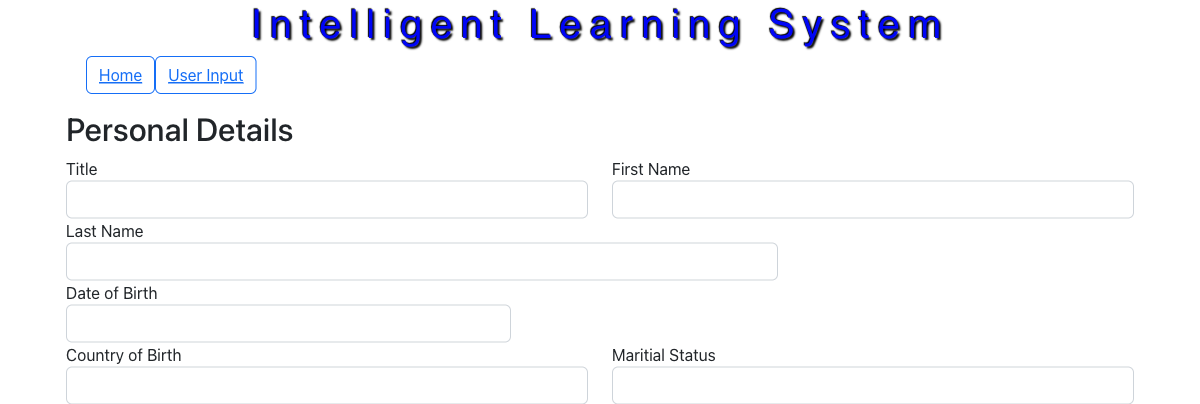 Intelligent Learning System
Home User Input
Personal Details
Title First Name
Last Name
Date of Birth
Country of Birth Maritial Status